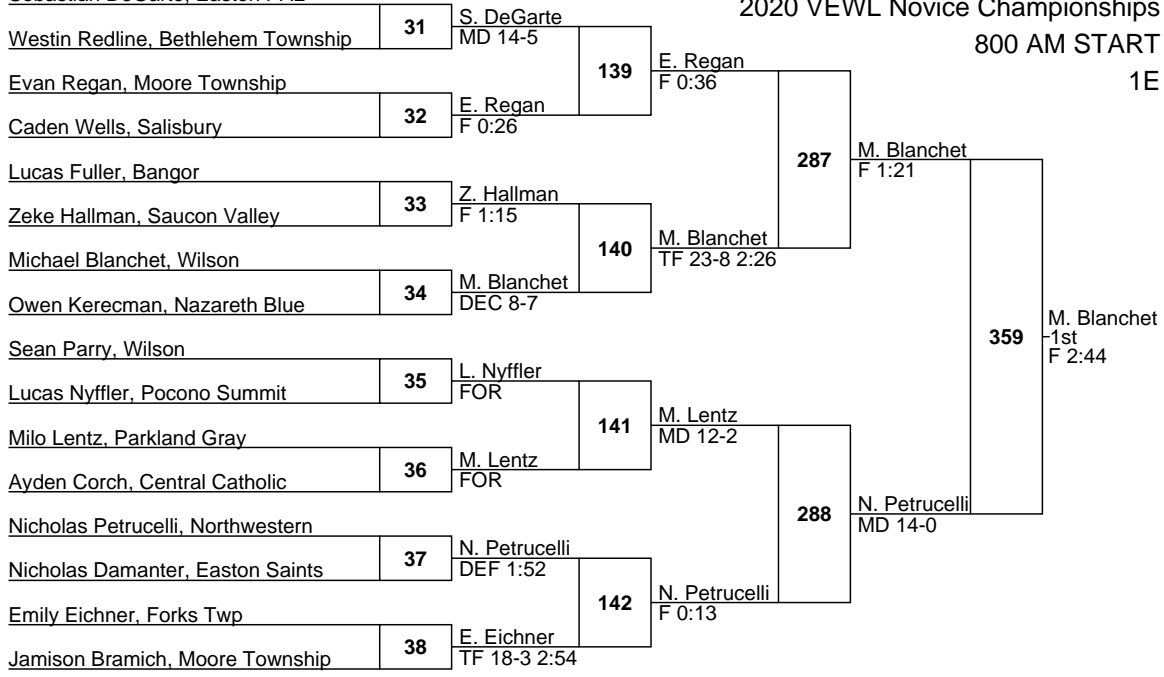 2020 VEWL Novice Championships
800 AM START
1E
Westin Redline, Bethlehem Township
Evan Regan, Moore Township
Caden Wells, Salisbury
Lucas Fuller, Bangor
Zeke Hallman, Saucon Valley
Michael Blanchet, Wilson
Owen Kerecman, Nazareth Blue
Sean Parry, Wilson
Lucas Nyffler, Pocono Summit
Milo Lentz, Parkland Gray
Ayden Corch, Central Catholic
Nicholas Petrucelli, Northwestern
Nicholas Damanter, Easton Saints
Emily Eichner, Forks Twp
Jamison Bramich, Moore Township
31
32
33
34
35
36
37
38
S. DeGarte
MD 14-5
E. Regan
F 0:26
Z. Hallman
F 1:15
M. Blanchet
DEC 8-7
L. Nyffler
FOR
M. Lentz
FOR
N. Petrucelli
DEF 1:52
E. Eichner
TF 18-3 2:54
139
140
141
142
E. Regan
F 0:36
M. Blanchet
TF 23-8 2:26
M. Lentz
MD 12-2
N. Petrucelli
F 0:13
287
288
M. Blanchet
F 1:21
N. Petrucelli
MD 14-0
359
M. Blanchet
1st
F 2:44